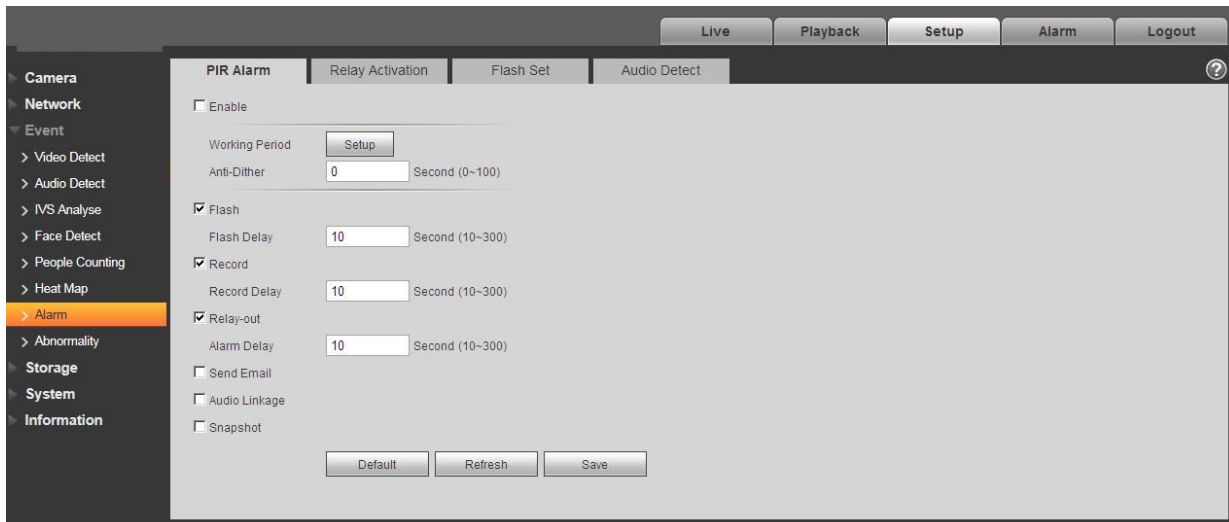 Live Playback Setup Alarm Logout
Camera
Network
Event
Video Detect
Audio Detect
IVS Analyse
Face Detect
People Counting
Heat Map
Alarm
Abnormality
Storage
System
Information
PIR Alarm Relay Activation Flash Set Audio Detect
?
Enable
Working Period Setup
Anti-Dither 0 Second (0~100)
Flash
Flash Delay 10 Second (10~300)
Record
Record Delay 10 Second (10~300)
Relay-out
Alarm Delay 10 Second (10~300)
Send Email
Audio Linkage
Snapshot
Default Refresh Save